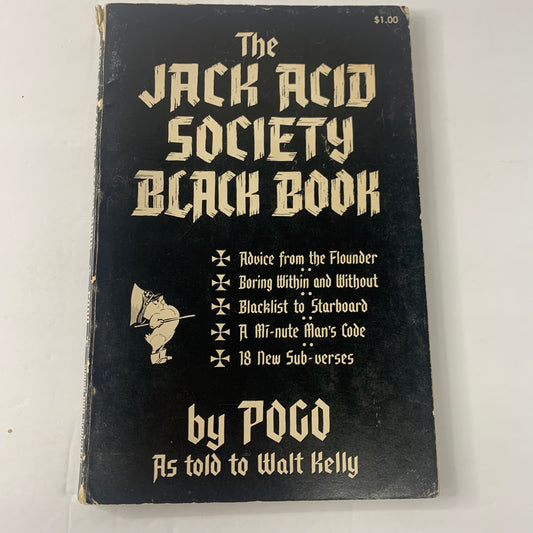 $1.00
The
JACK ACID
SOCIETY
BLACK BOOK
Advice from the Flounder
Boring Within and Without
Blacklist to Starboard
A Mi-nute Man's Code
18 New Sub-verses
by POGO
As told to Walt Kelly